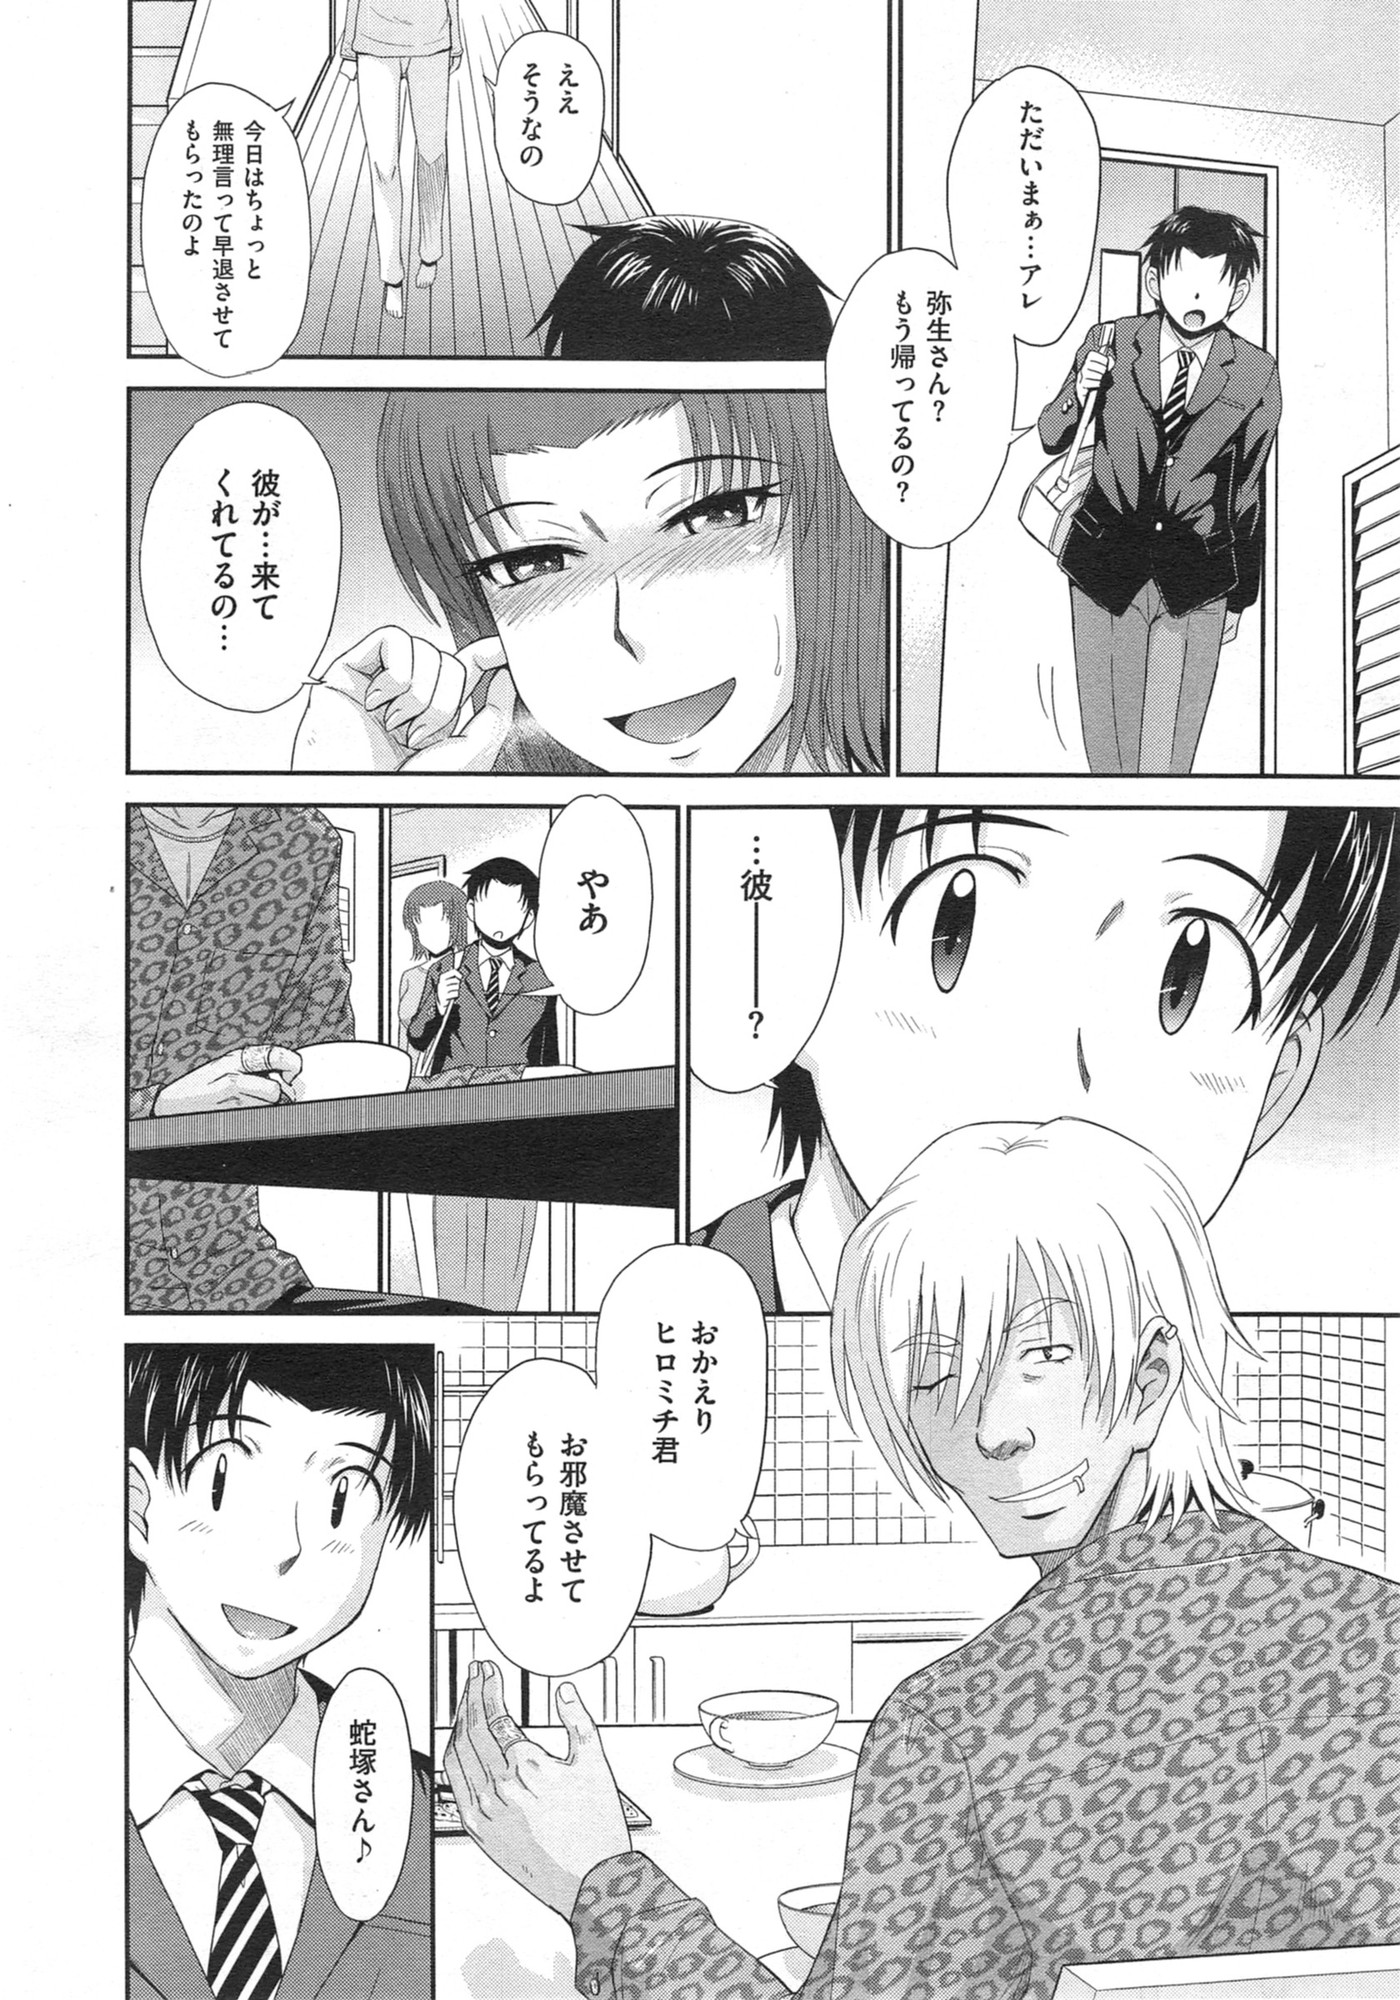 ただいまぁ…アレ
弥生さん？
もう帰ってるの？
ええ
そうなの
今日はちょっと
無理言って早退させて
もらったのよ
彼が…来て
くれてるの…
…彼――？
やあ
おかえり
ヒロミチ君
お邪魔させて
もらってるよ
蛇塚さん♪